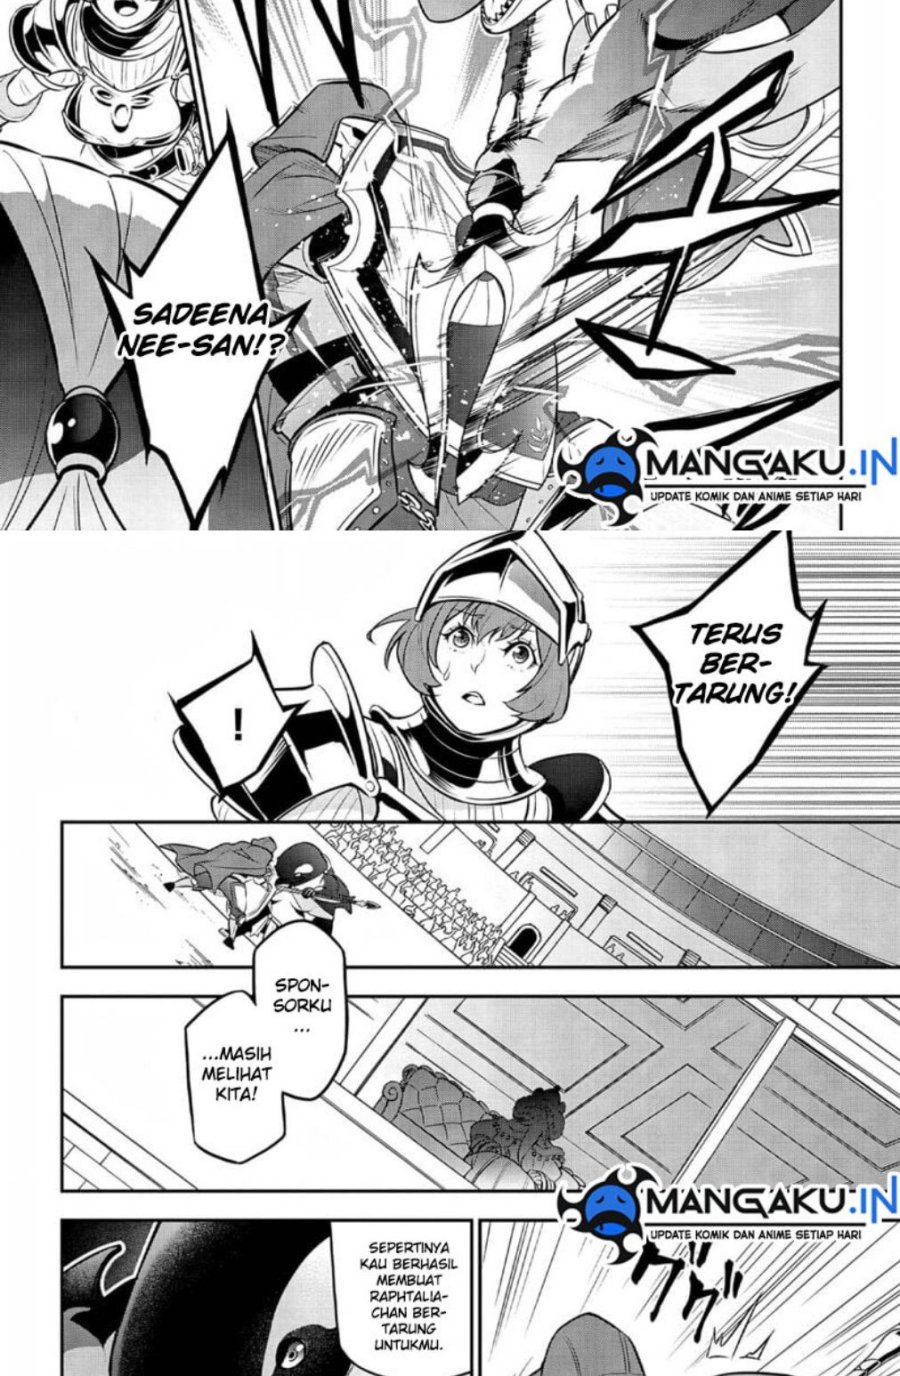 SADEENA
NEE-SAN!?
MANGAKU.IN
UPDATE KOMIK DAN ANIME SETIAP HARI
TERUS
BER-
TARUNG!
!
SPON-
SORKU
...
...MASIH
MELIHAT
KITA!
MANGAKU.IN
UPDATE KOMIK DAN ANIME SETIAP HARI
SEPERTINYA
KAU BERHASIL
MEMBUAT
RAPHTALIA-
CHAN BER-
TARUNG
UNTUKMU.
グググ